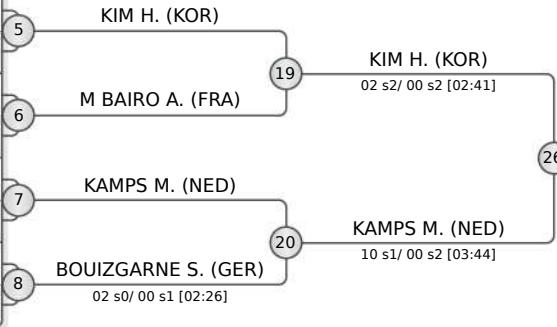 KIM H. (KOR)
5
KIM H. (KOR)
19
02 s2/ 00 s2 [02:41]
M BAIRO A. (FRA)
6
26
KAMPS M. (NED)
7
KAMPS M. (NED)
20
10 s1/ 00 s2 [03:44]
BOUIZGARNE S. (GER)
8
02 s0/ 00 s1 [02:26]